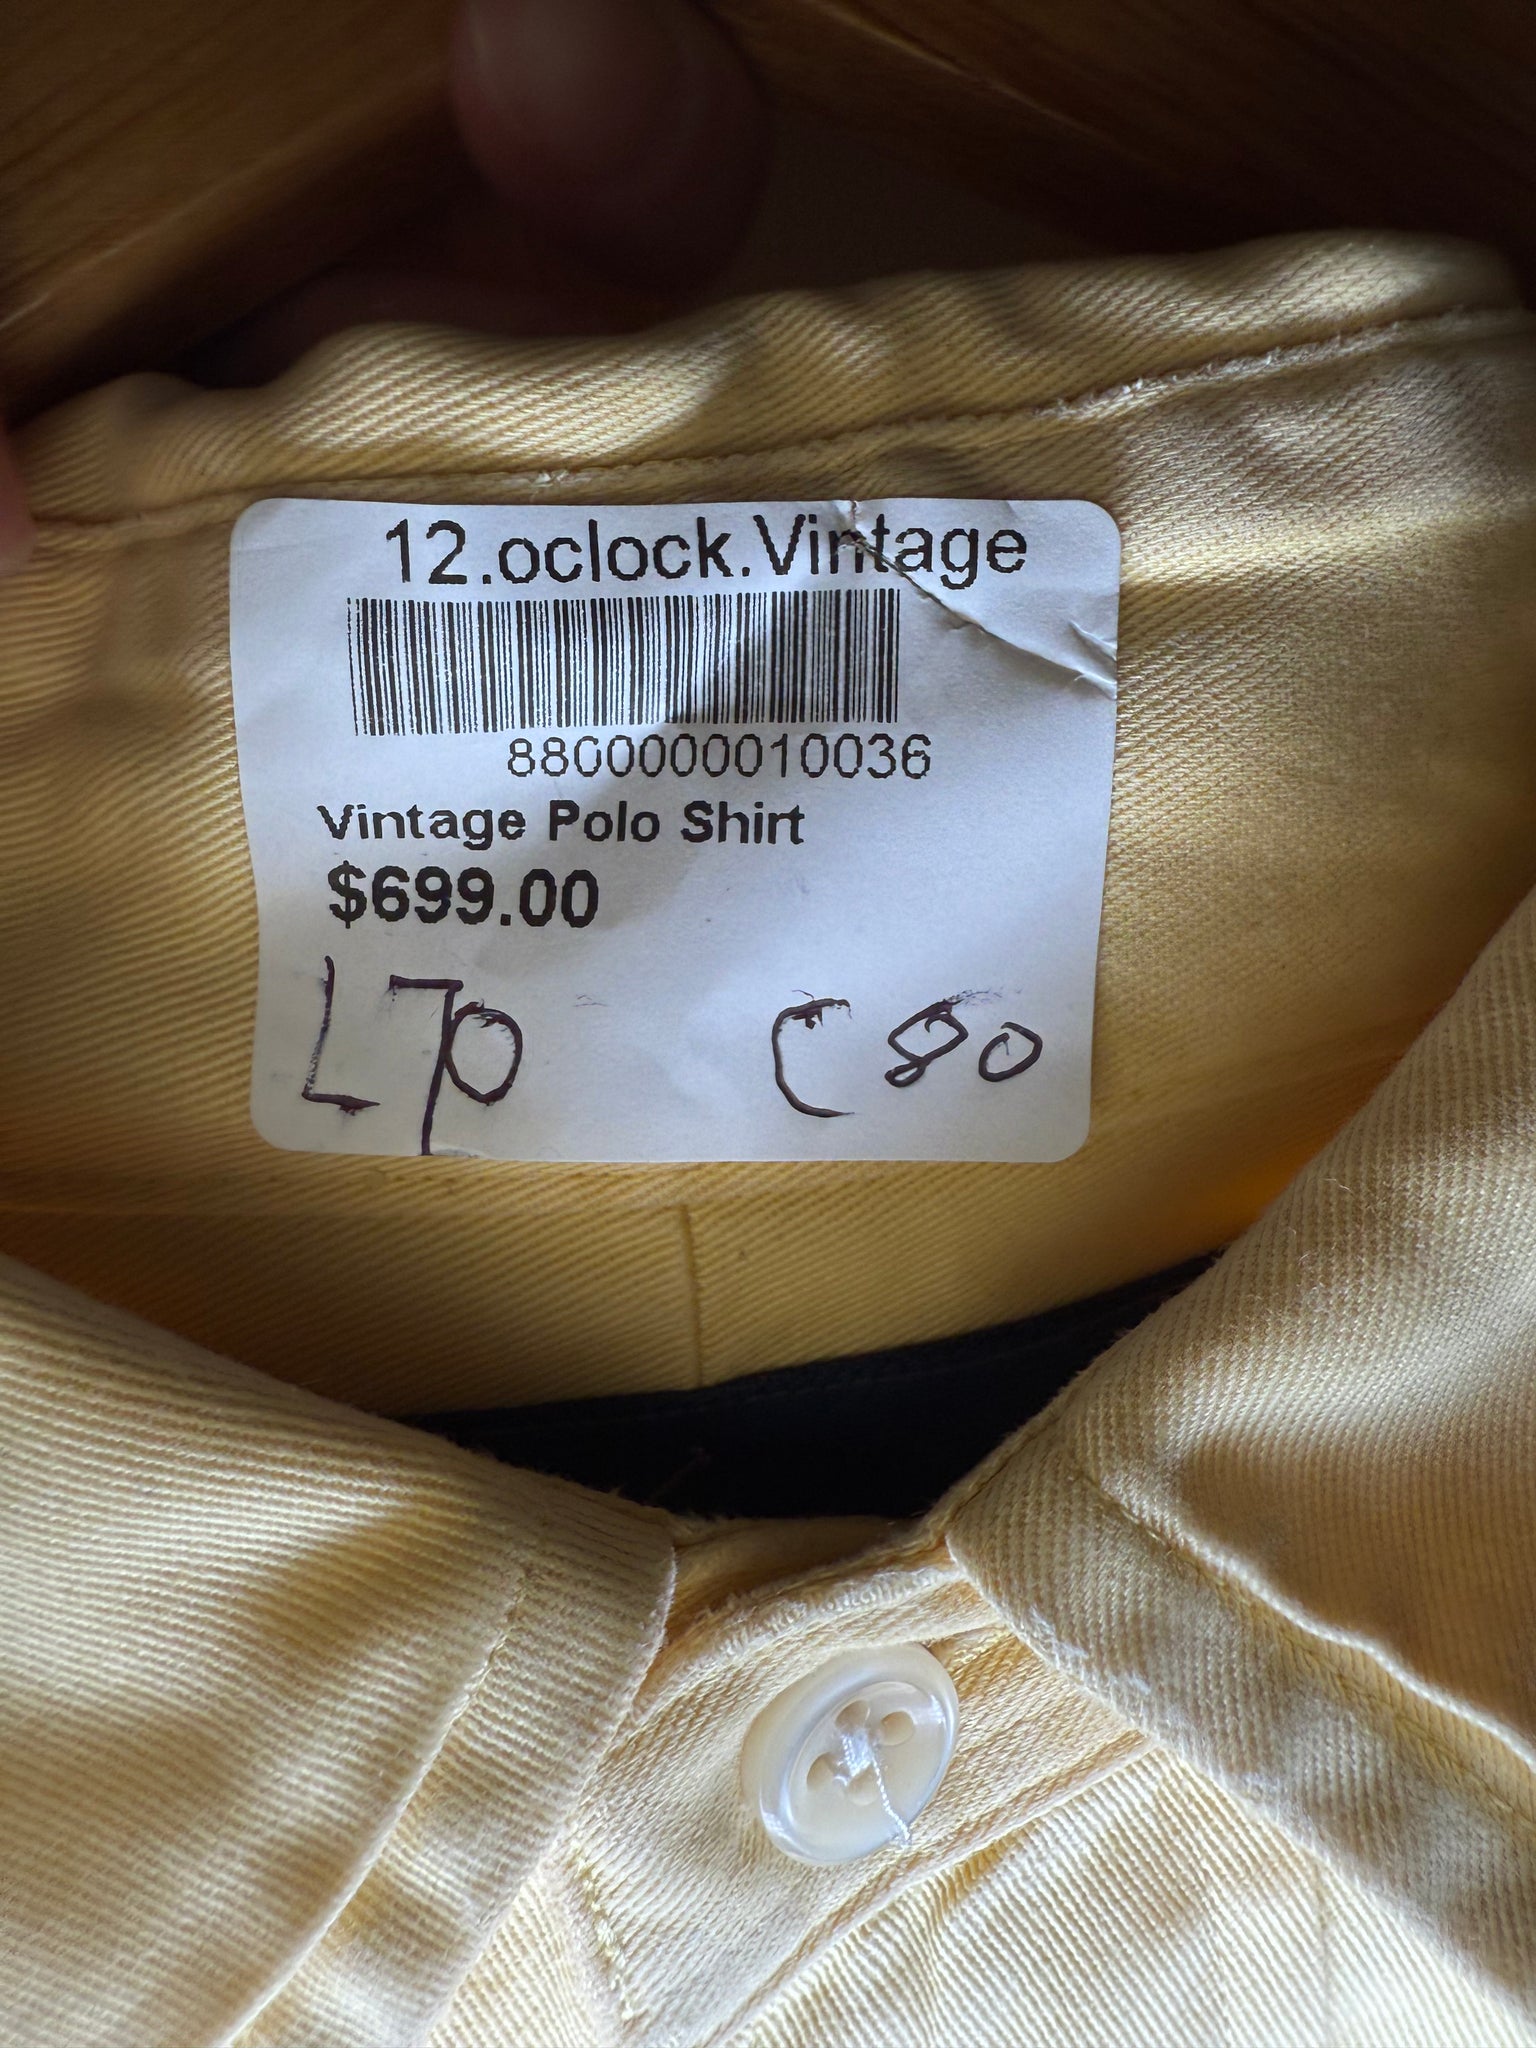 12.oclock.Vintage
8800000010036
Vintage Polo Shirt
$699.00
L70 C80